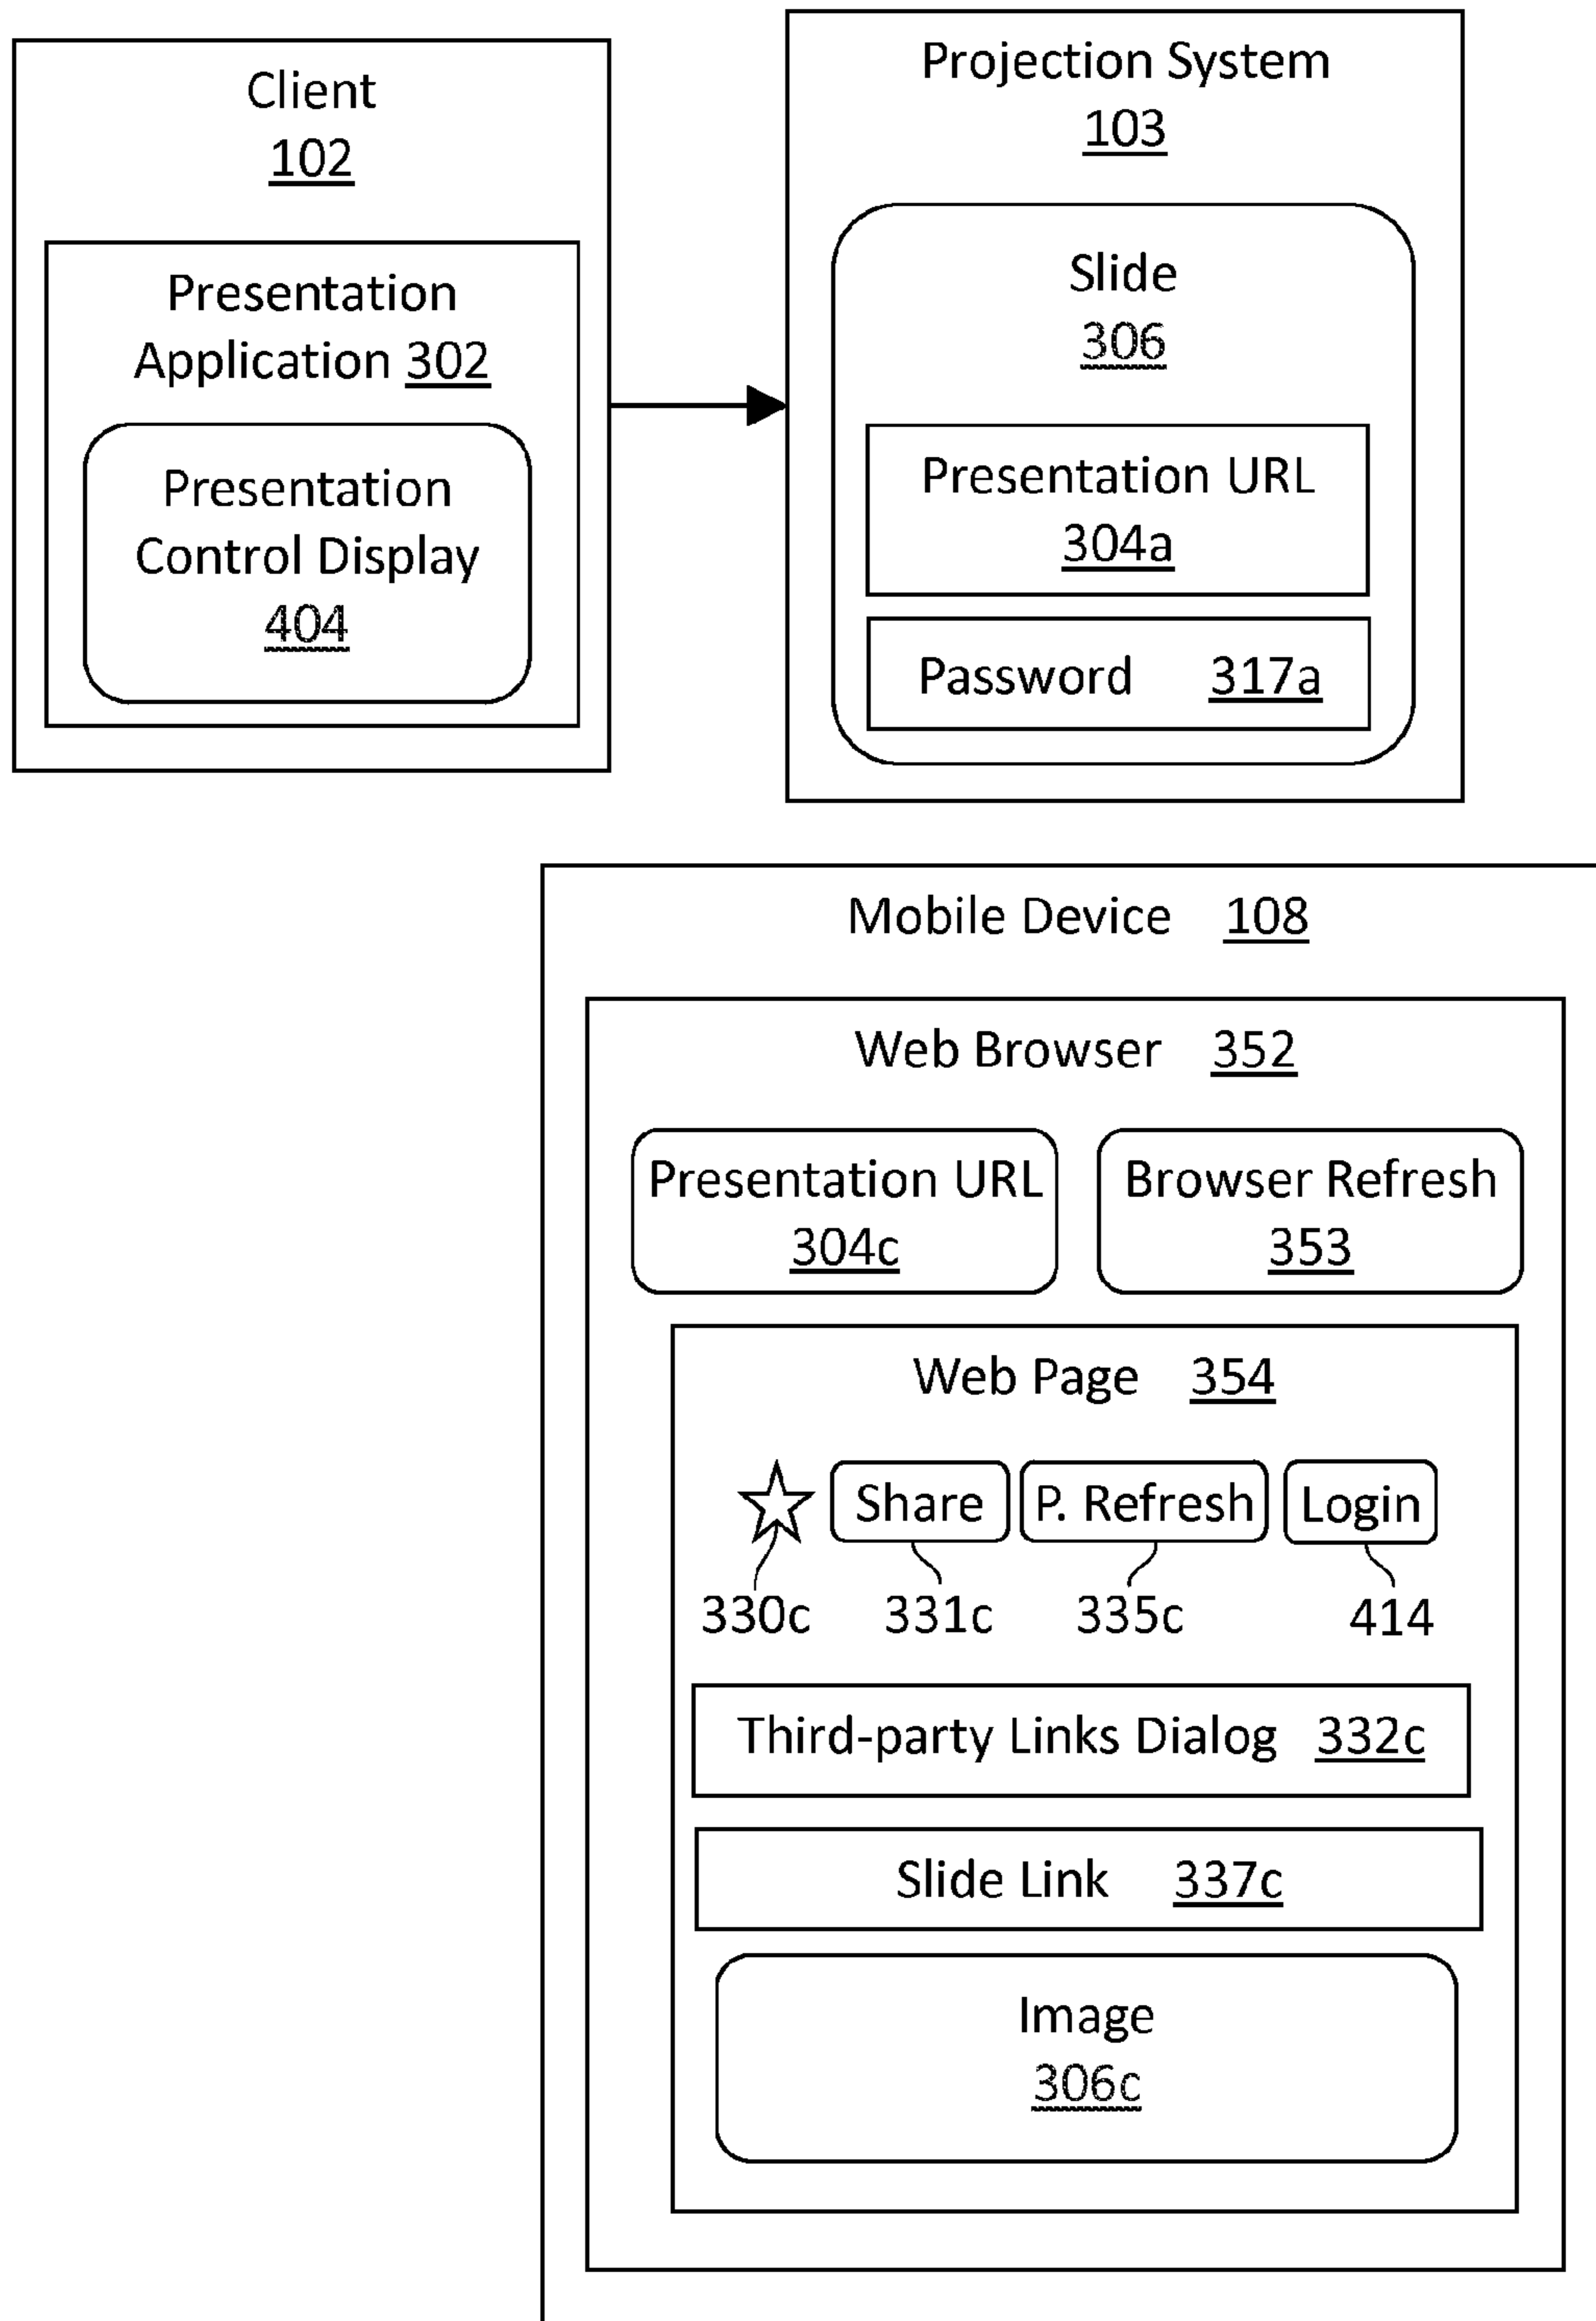 Client
102
Presentation
Application 302
Presentation
Control Display
404
Projection System
103
Slide
306
Presentation URL
304a
Password 317a
Mobile Device 108
Web Browser 352
Presentation URL
304c
Browser Refresh
353
Web Page 354
Share P. Refresh Login
330c 331c 335c 414
Third-party Links Dialog 332c
Slide Link 337c
Image
306c